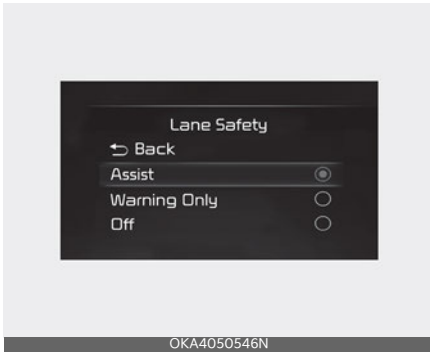 Lane Safety
Back
Assist
Warning Only
Off
OKA4050546N